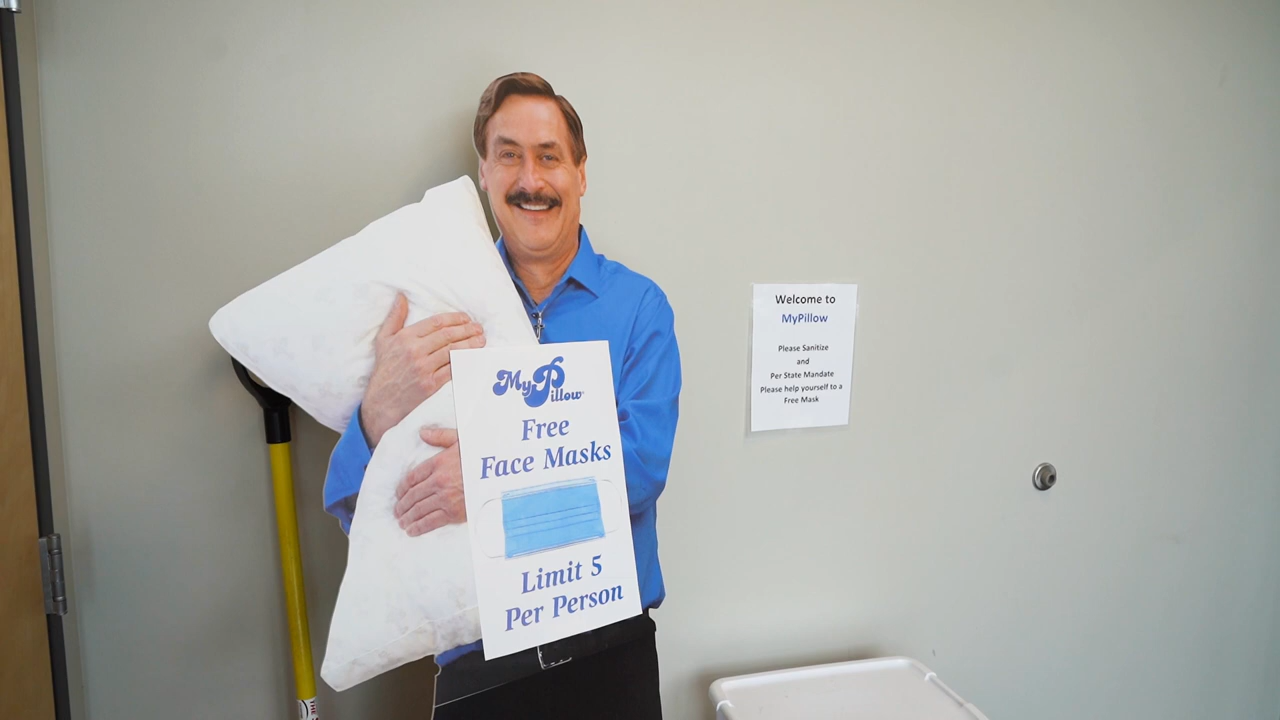 MyPillow
Free
Face Masks
Limit 5
Per Person
Welcome to
MyPillow
Please Sanitize
and
Per State Mandate
Please help yourself to a
Free Mask